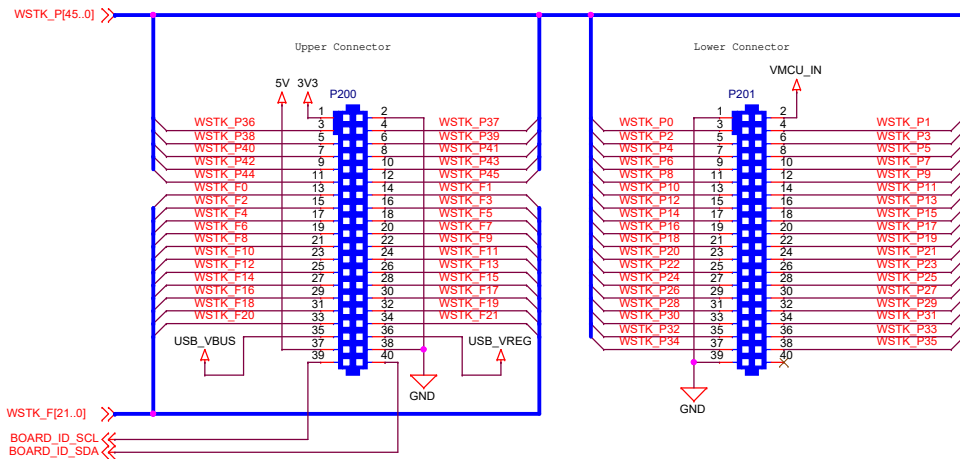 WSTK_P[45..0]
Upper Connector
Lower Connector
5V 3V3
VMCU_IN
P200
P201
1 2
WSTK_P36 3 4 WSTK_P37
WSTK_P38 5 6 WSTK_P39
WSTK_P40 7 8 WSTK_P41
WSTK_P42 9 10 WSTK_P43
WSTK_P44 11 12 WSTK_P45
WSTK_F0 13 14 WSTK_F1
WSTK_F2 15 16 WSTK_F3
WSTK_F4 17 18 WSTK_F5
WSTK_F6 19 20 WSTK_F7
WSTK_F8 21 22 WSTK_F9
WSTK_F10 23 24 WSTK_F11
WSTK_F12 25 26 WSTK_F13
WSTK_F14 27 28 WSTK_F15
WSTK_F16 29 30 WSTK_F17
WSTK_F18 31 32 WSTK_F19
WSTK_F20 33 34 WSTK_F21
35 36
USB_VBUS 37 38 USB_VREG
39 40
GND
1 2
WSTK_P0 3 4 WSTK_P1
WSTK_P2 5 6 WSTK_P3
WSTK_P4 7 8 WSTK_P5
WSTK_P6 9 10 WSTK_P7
WSTK_P8 11 12 WSTK_P9
WSTK_P10 13 14 WSTK_P11
WSTK_P12 15 16 WSTK_P13
WSTK_P14 17 18 WSTK_P15
WSTK_P16 19 20 WSTK_P17
WSTK_P18 21 22 WSTK_P19
WSTK_P20 23 24 WSTK_P21
WSTK_P22 25 26 WSTK_P23
WSTK_P24 27 28 WSTK_P25
WSTK_P26 29 30 WSTK_P27
WSTK_P28 31 32 WSTK_P29
WSTK_P30 33 34 WSTK_P31
WSTK_P32 35 36 WSTK_P33
WSTK_P34 37 38 WSTK_P35
39 40
GND
WSTK_F[21..0]
BOARD_ID_SCL
BOARD_ID_SDA